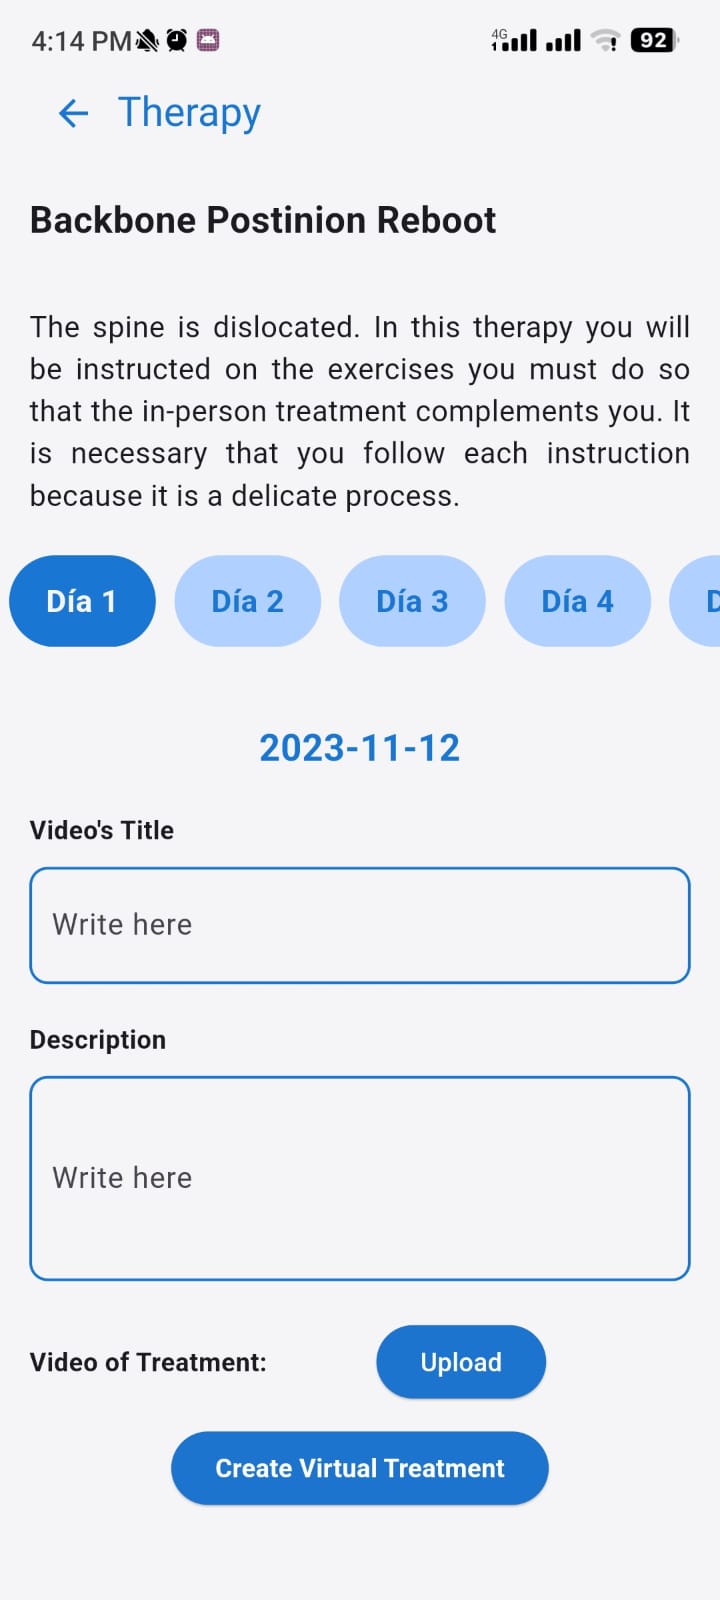 4:14 PM
4G
92
Therapy
Backbone Postinion Reboot
The spine is dislocated. In this therapy you will
be instructed on the exercises you must do so
that the in-person treatment complements you. It
is necessary that you follow each instruction
because it is a delicate process.
Día 1 Día 2 Día 3 Día 4
2023-11-12
Video's Title
Write here
Description
Write here
Video of Treatment: Upload
Create Virtual Treatment